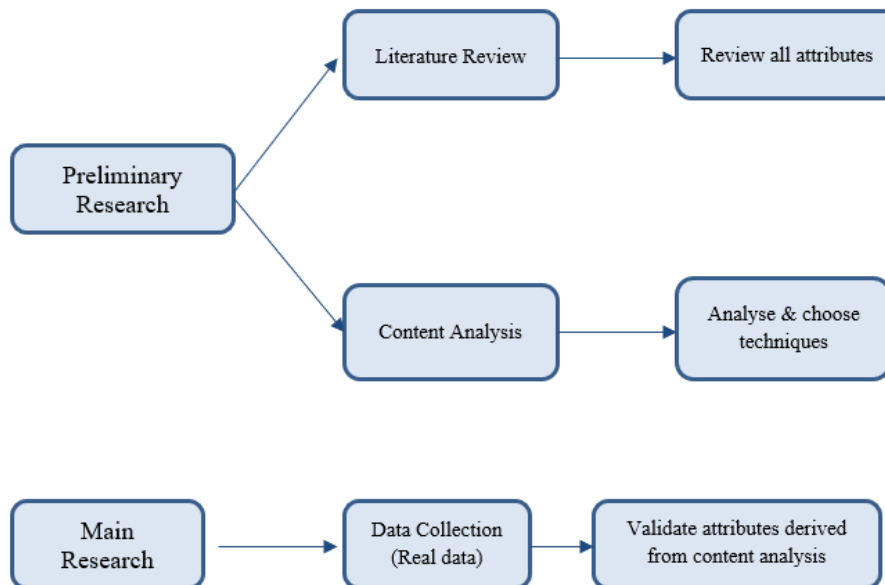 Literature Review
Review all attributes
Preliminary
Research
Content Analysis
Analyse & choose
techniques
Main
Research
Data Collection
(Real data)
Validate attributes derived
from content analysis